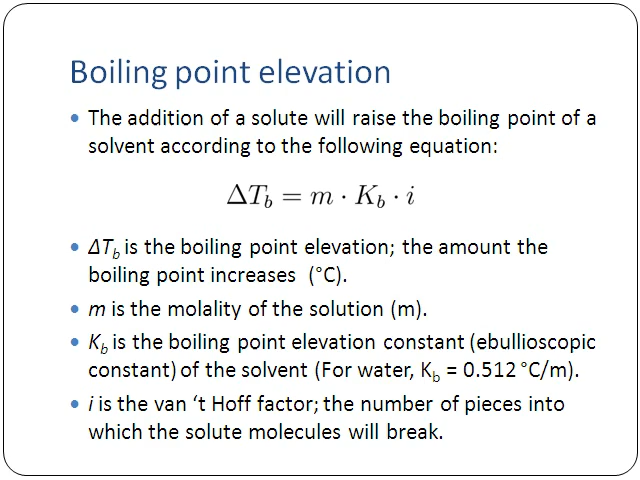 Boiling point elevation
• The addition of a solute will raise the boiling point of a
solvent according to the following equation:
ΔT_b = m · K_b · i
• ΔT_b is the boiling point elevation; the amount the
boiling point increases (°C).
• m is the molality of the solution (m).
• K_b is the boiling point elevation constant (ebullioscopic
constant) of the solvent (For water, K_b = 0.512 °C/m).
• i is the van ‘t Hoff factor; the number of pieces into
which the solute molecules will break.